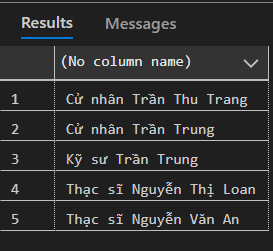 Results Messages
(No column name)
1 Cử nhân Trần Thu Trang
2 Cử nhân Trần Trung
3 Kỹ sư Trần Trung
4 Thạc sĩ Nguyễn Thị Loan
5 Thạc sĩ Nguyễn Văn An